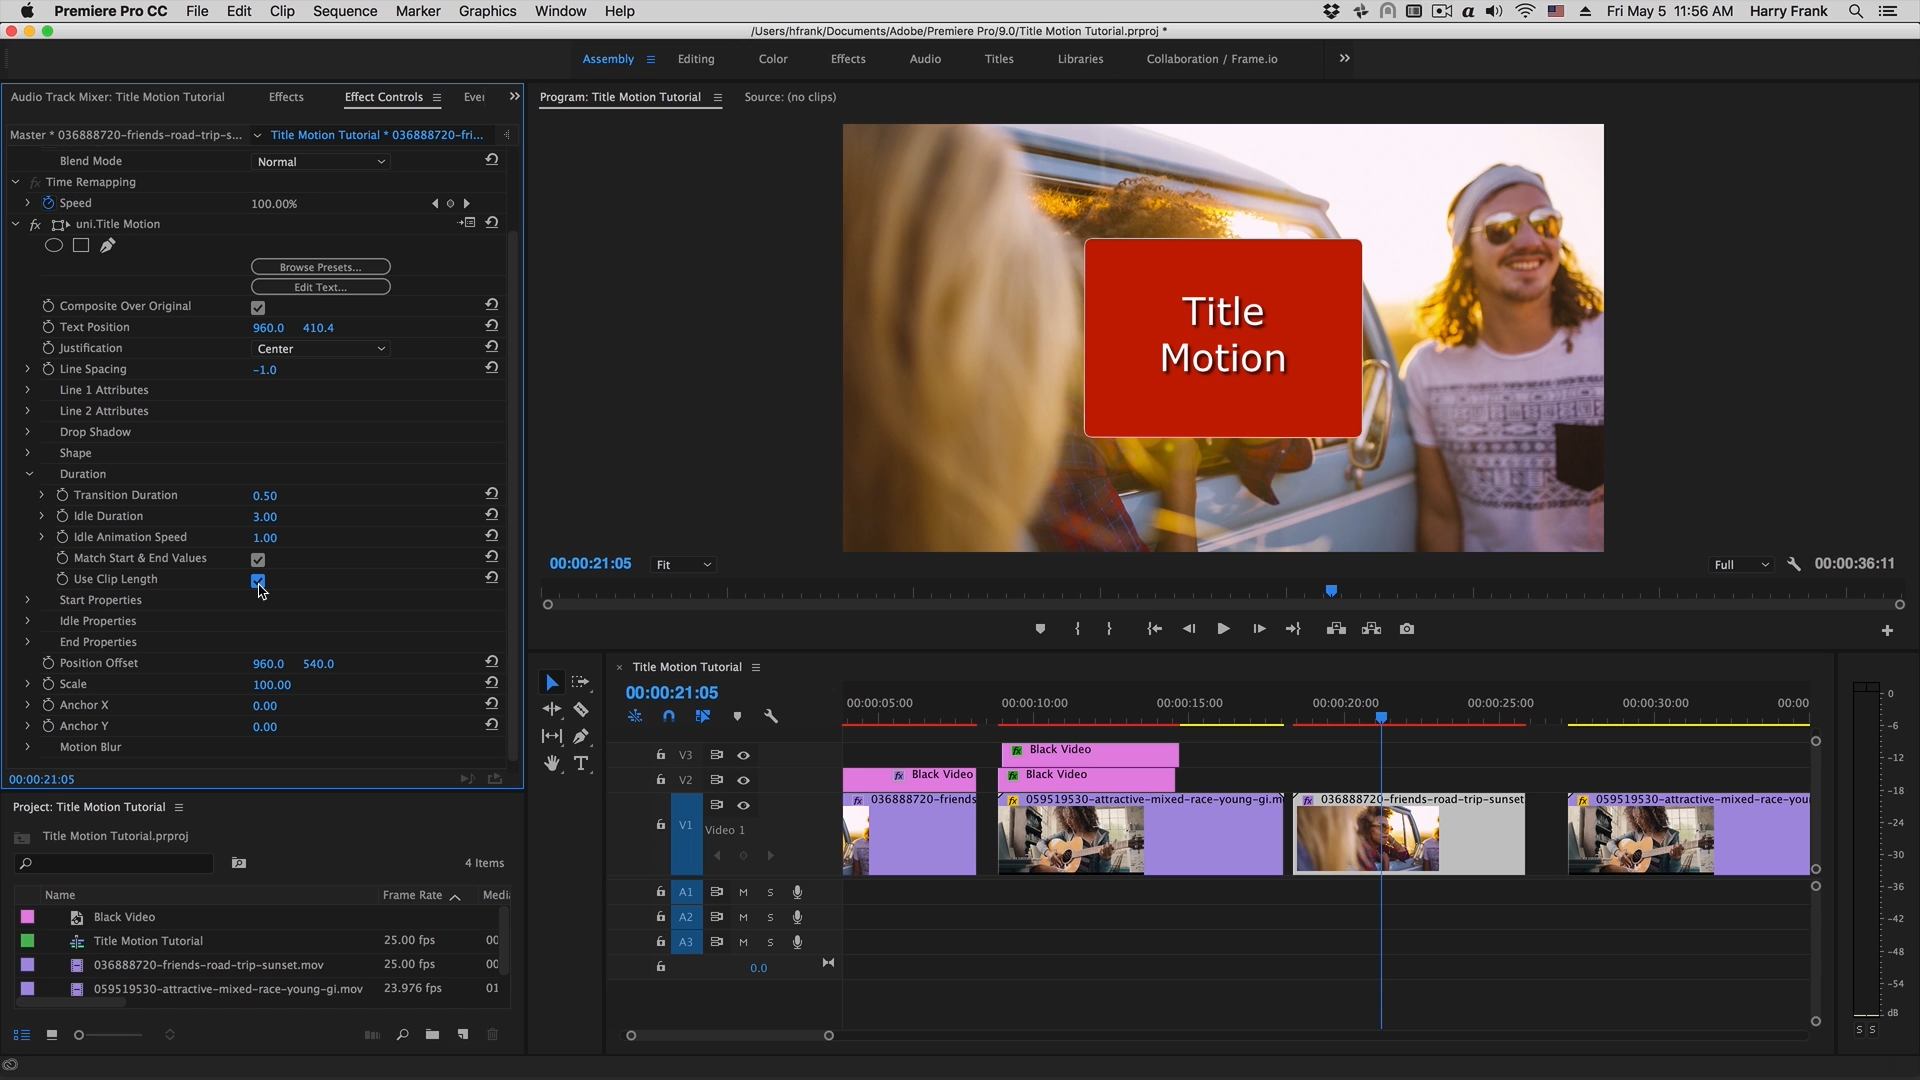 Premiere Pro CC File Edit Clip Sequence Marker Graphics Window Help
Fri May 5 11:56 AM Harry Frank
/Users/hfrank/Documents/Adobe/Premiere Pro/9.0/Title Motion Tutorial.prproj *
Assembly Editing Color Effects Audio Titles Libraries Collaboration / Frame.io
Audio Track Mixer: Title Motion Tutorial Effects Effect Controls
Master * 036888720-friends-road-trip-s... Title Motion Tutorial * 036888720-fri...
Blend Mode Normal
fx Time Remapping
Speed 100.00%
fx uni.Title Motion
Browse Presets...
Edit Text...
Composite Over Original
Text Position 960.0 410.4
Justification Center
Line Spacing -1.0
Line 1 Attributes
Line 2 Attributes
Drop Shadow
Shape
Duration
Transition Duration 0.50
Idle Duration 3.00
Idle Animation Speed 1.00
Match Start & End Values
Use Clip Length
Start Properties
Idle Properties
End Properties
Position Offset 960.0 540.0
Scale 100.00
Anchor X 0.00
Anchor Y 0.00
Motion Blur
00:00:21:05
Program: Title Motion Tutorial Source: (no clips)
Title
Motion
00:00:21:05 Fit Full 00:00:36:11
Project: Title Motion Tutorial
Title Motion Tutorial.prproj
4 Items
Name Frame Rate Medi
Black Video
Title Motion Tutorial 25.00 fps 00
036888720-friends-road-trip-sunset.mov 25.00 fps 00
059519530-attractive-mixed-race-young-gi.mov 23.976 fps 01
× Title Motion Tutorial
00:00:21:05
00:00:05:00 00:00:10:00 00:00:15:00 00:00:20:00 00:00:25:00 00:00:30:00 00:00
V3 fx Black Video
V2 fx Black Video fx Black Video
V1 Video 1
fx 036888720-friends fx 059519530-attractive-mixed-race-young-gi.m fx 036888720-friends-road-trip-sunset fx 059519530-attractive-mixed-race-you
A1 M S
A2 M S
A3 M S
0.0
0
-6
-12
-18
-24
-30
-36
-42
-48
-54
dB
S S